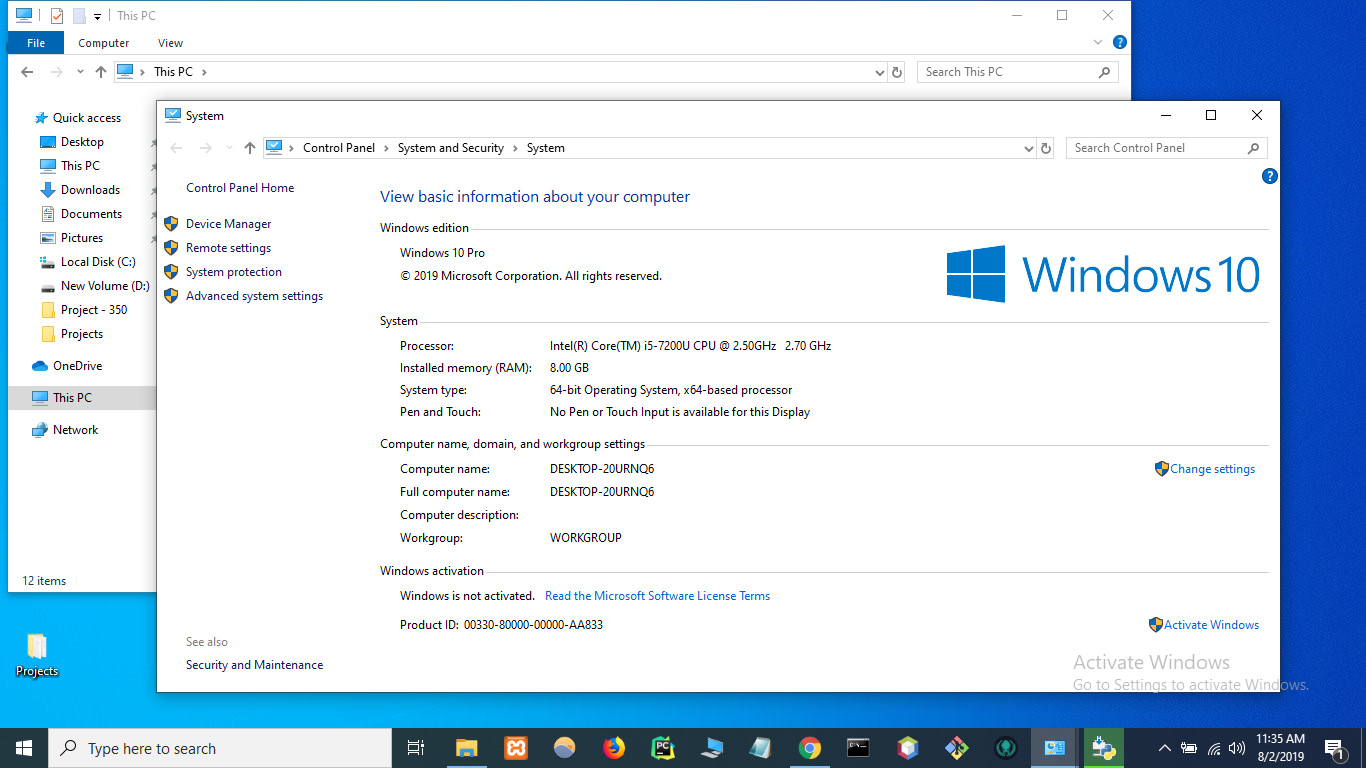 This PC
File Computer View
This PC
Search This PC
Quick access
Desktop
This PC
Downloads
Documents
Pictures
Local Disk (C:)
New Volume (D:)
Project - 350
Projects
OneDrive
This PC
Network
12 items
System
Control Panel System and Security System
Search Control Panel
Control Panel Home
Device Manager
Remote settings
System protection
Advanced system settings
See also
Security and Maintenance
View basic information about your computer
Windows edition
Windows 10 Pro
© 2019 Microsoft Corporation. All rights reserved.
Windows 10
System
Processor: Intel(R) Core(TM) i5-7200U CPU @ 2.50GHz 2.70 GHz
Installed memory (RAM): 8.00 GB
System type: 64-bit Operating System, x64-based processor
Pen and Touch: No Pen or Touch Input is available for this Display
Computer name, domain, and workgroup settings
Computer name: DESKTOP-20URNQ6
Change settings
Full computer name: DESKTOP-20URNQ6
Computer description:
Workgroup: WORKGROUP
Windows activation
Windows is not activated. Read the Microsoft Software License Terms
Product ID: 00330-80000-00000-AA833
Activate Windows
Activate Windows
Go to Settings to activate Windows.
Projects
Type here to search
PC
11:35 AM
8/2/2019
1